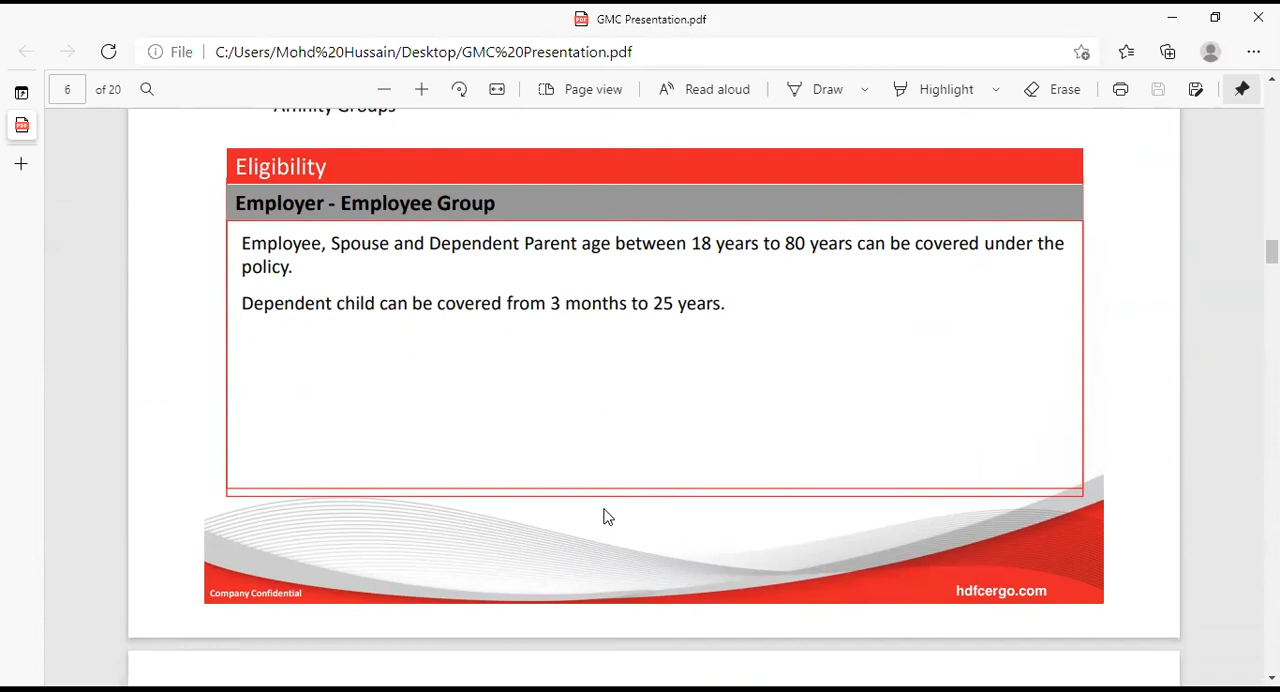 GMC Presentation.pdf
File C:/Users/Mohd%20Hussain/Desktop/GMC%20Presentation.pdf
6 of 20 Page view Read aloud Draw Highlight Erase
Affinity Groups
Eligibility
Employer - Employee Group
Employee, Spouse and Dependent Parent age between 18 years to 80 years can be covered under the
policy.
Dependent child can be covered from 3 months to 25 years.
Company Confidential
hdfcergo.com